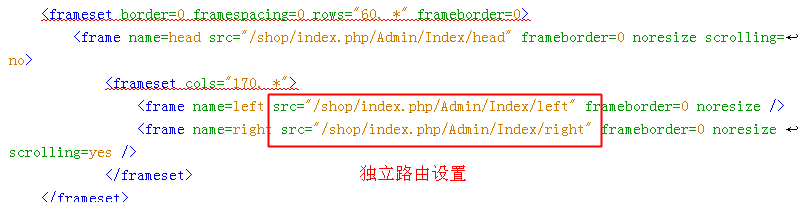 <frameset border=0 framespacing=0 rows="60, *" frameborder=0>
<frame name=head src="/shop/index.php/Admin/Index/head" frameborder=0 noresize scrolling=↩
no>
<frameset cols="170, *">
<frame name=left src="/shop/index.php/Admin/Index/left" frameborder=0 noresize />
<frame name=right src="/shop/index.php/Admin/Index/right" frameborder=0 noresize ↩
scrolling=yes />
</frameset>
独立路由设置
</frameset>